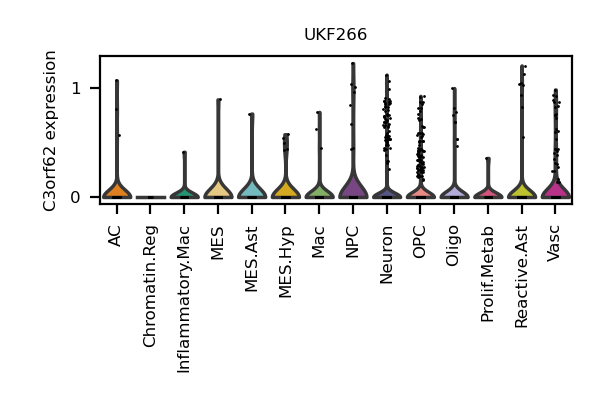 UKF266
C3orf62 expression
1
0
AC
Chromatin.Reg
Inflammatory.Mac
MES
MES.Ast
MES.Hyp
Mac
NPC
Neuron
OPC
Oligo
Prolif.Metab
Reactive.Ast
Vasc